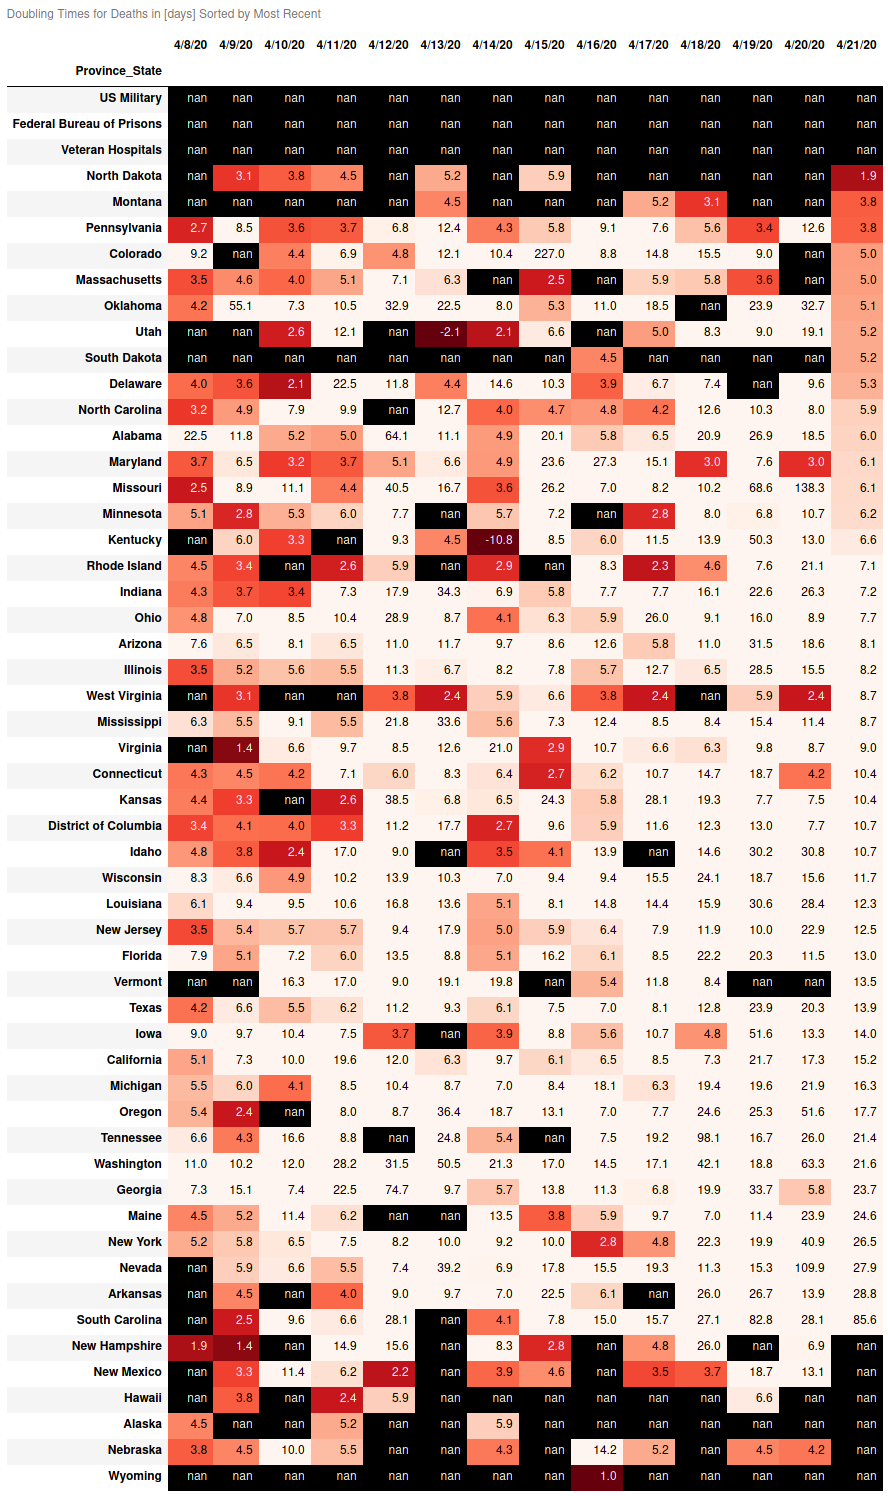 Doubling Times for Deaths in [days] Sorted by Most Recent
4/8/20 4/9/20 4/10/20 4/11/20 4/12/20 4/13/20 4/14/20 4/15/20 4/16/20 4/17/20 4/18/20 4/19/20 4/20/20 4/21/20
Province_State
US Military nan nan nan nan nan nan nan nan nan nan nan nan nan nan
Federal Bureau of Prisons nan nan nan nan nan nan nan nan nan nan nan nan nan nan
Veteran Hospitals nan nan nan nan nan nan nan nan nan nan nan nan nan nan
North Dakota nan 3.1 3.8 4.5 nan 5.2 nan 5.9 nan nan nan nan nan 1.9
Montana nan nan nan nan nan 4.5 nan nan nan 5.2 3.1 nan nan 3.8
Pennsylvania 2.7 8.5 3.6 3.7 6.8 12.4 4.3 5.8 9.1 7.6 5.6 3.4 12.6 3.8
Colorado 9.2 nan 4.4 6.9 4.8 12.1 10.4 227.0 8.8 14.8 15.5 9.0 nan 5.0
Massachusetts 3.5 4.6 4.0 5.1 7.1 6.3 nan 2.5 nan 5.9 5.8 3.6 nan 5.0
Oklahoma 4.2 55.1 7.3 10.5 32.9 22.5 8.0 5.3 11.0 18.5 nan 23.9 32.7 5.1
Utah nan nan 2.6 12.1 nan -2.1 2.1 6.6 nan 5.0 8.3 9.0 19.1 5.2
South Dakota nan nan nan nan nan nan nan nan 4.5 nan nan nan nan 5.2
Delaware 4.0 3.6 2.1 22.5 11.8 4.4 14.6 10.3 3.9 6.7 7.4 nan 9.6 5.3
North Carolina 3.2 4.9 7.9 9.9 nan 12.7 4.0 4.7 4.8 4.2 12.6 10.3 8.0 5.9
Alabama 22.5 11.8 5.2 5.0 64.1 11.1 4.9 20.1 5.8 6.5 20.9 26.9 18.5 6.0
Maryland 3.7 6.5 3.2 3.7 5.1 6.6 4.9 23.6 27.3 15.1 3.0 7.6 3.0 6.1
Missouri 2.5 8.9 11.1 4.4 40.5 16.7 3.6 26.2 7.0 8.2 10.2 68.6 138.3 6.1
Minnesota 5.1 2.8 5.3 6.0 7.7 nan 5.7 7.2 nan 2.8 8.0 6.8 10.7 6.2
Kentucky nan 6.0 3.3 nan 9.3 4.5 -10.8 8.5 6.0 11.5 13.9 50.3 13.0 6.6
Rhode Island 4.5 3.4 nan 2.6 5.9 nan 2.9 nan 8.3 2.3 4.6 7.6 21.1 7.1
Indiana 4.3 3.7 3.4 7.3 17.9 34.3 6.9 5.8 7.7 7.7 16.1 22.6 26.3 7.2
Ohio 4.8 7.0 8.5 10.4 28.9 8.7 4.1 6.3 5.9 26.0 9.1 16.0 8.9 7.7
Arizona 7.6 6.5 8.1 6.5 11.0 11.7 9.7 8.6 12.6 5.8 11.0 31.5 18.6 8.1
Illinois 3.5 5.2 5.6 5.5 11.3 6.7 8.2 7.8 5.7 12.7 6.5 28.5 15.5 8.2
West Virginia nan 3.1 nan nan 3.8 2.4 5.9 6.6 3.8 2.4 nan 5.9 2.4 8.7
Mississippi 6.3 5.5 9.1 5.5 21.8 33.6 5.6 7.3 12.4 8.5 8.4 15.4 11.4 8.7
Virginia nan 1.4 6.6 9.7 8.5 12.6 21.0 2.9 10.7 6.6 6.3 9.8 8.7 9.0
Connecticut 4.3 4.5 4.2 7.1 6.0 8.3 6.4 2.7 6.2 10.7 14.7 18.7 4.2 10.4
Kansas 4.4 3.3 nan 2.6 38.5 6.8 6.5 24.3 5.8 28.1 19.3 7.7 7.5 10.4
District of Columbia 3.4 4.1 4.0 3.3 11.2 17.7 2.7 9.6 5.9 11.6 12.3 13.0 7.7 10.7
Idaho 4.8 3.8 2.4 17.0 9.0 nan 3.5 4.1 13.9 nan 14.6 30.2 30.8 10.7
Wisconsin 8.3 6.6 4.9 10.2 13.9 10.3 7.0 9.4 9.4 15.5 24.1 18.7 15.6 11.7
Louisiana 6.1 9.4 9.5 10.6 16.8 13.6 5.1 8.1 14.8 14.4 15.9 30.6 28.4 12.3
New Jersey 3.5 5.4 5.7 5.7 9.4 17.9 5.0 5.9 6.4 7.9 11.9 10.0 22.9 12.5
Florida 7.9 5.1 7.2 6.0 13.5 8.8 5.1 16.2 6.1 8.5 22.2 20.3 11.5 13.0
Vermont nan nan 16.3 17.0 9.0 19.1 19.8 nan 5.4 11.8 8.4 nan nan 13.5
Texas 4.2 6.6 5.5 6.2 11.2 9.3 6.1 7.5 7.0 8.1 12.8 23.9 20.3 13.9
Iowa 9.0 9.7 10.4 7.5 3.7 nan 3.9 8.8 5.6 10.7 4.8 51.6 13.3 14.0
California 5.1 7.3 10.0 19.6 12.0 6.3 9.7 6.1 6.5 8.5 7.3 21.7 17.3 15.2
Michigan 5.5 6.0 4.1 8.5 10.4 8.7 7.0 8.4 18.1 6.3 19.4 19.6 21.9 16.3
Oregon 5.4 2.4 nan 8.0 8.7 36.4 18.7 13.1 7.0 7.7 24.6 25.3 51.6 17.7
Tennessee 6.6 4.3 16.6 8.8 nan 24.8 5.4 nan 7.5 19.2 98.1 16.7 26.0 21.4
Washington 11.0 10.2 12.0 28.2 31.5 50.5 21.3 17.0 14.5 17.1 42.1 18.8 63.3 21.6
Georgia 7.3 15.1 7.4 22.5 74.7 9.7 5.7 13.8 11.3 6.8 19.9 33.7 5.8 23.7
Maine 4.5 5.2 11.4 6.2 nan nan 13.5 3.8 5.9 9.7 7.0 11.4 23.9 24.6
New York 5.2 5.8 6.5 7.5 8.2 10.0 9.2 10.0 2.8 4.8 22.3 19.9 40.9 26.5
Nevada nan 5.9 6.6 5.5 7.4 39.2 6.9 17.8 15.5 19.3 11.3 15.3 109.9 27.9
Arkansas nan 4.5 nan 4.0 9.0 9.7 7.0 22.5 6.1 nan 26.0 26.7 13.9 28.8
South Carolina nan 2.5 9.6 6.6 28.1 nan 4.1 7.8 15.0 15.7 27.1 82.8 28.1 85.6
New Hampshire 1.9 1.4 nan 14.9 15.6 nan 8.3 2.8 nan 4.8 26.0 nan 6.9 nan
New Mexico nan 3.3 11.4 6.2 2.2 nan 3.9 4.6 nan 3.5 3.7 18.7 13.1 nan
Hawaii nan 3.8 nan 2.4 5.9 nan nan nan nan nan nan 6.6 nan nan
Alaska 4.5 nan nan 5.2 nan nan 5.9 nan nan nan nan nan nan nan
Nebraska 3.8 4.5 10.0 5.5 nan nan 4.3 nan 14.2 5.2 nan 4.5 4.2 nan
Wyoming nan nan nan nan nan nan nan nan 1.0 nan nan nan nan nan